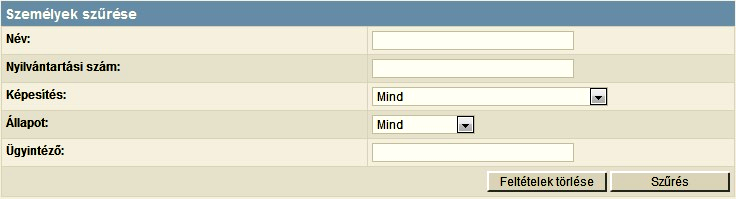 Személyek szűrése
Név:
Nyilvántartási szám:
Képesítés: Mind
Állapot: Mind
Ügyintéző:
Feltételek törlése Szűrés